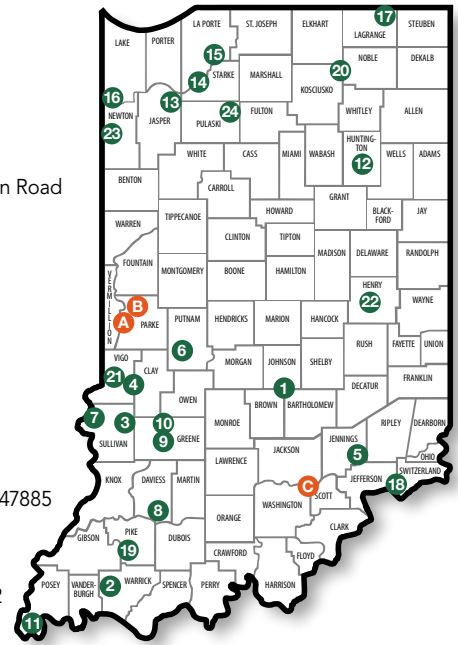 LA PORTE
ST. JOSEPH
ELKHART
17
LAGRANGE
STEUBEN
LAKE
PORTER
15
STARKE
MARSHALL
20
NOBLE
DEKALB
14
KOSCIUSKO
16
13
24
NEWTON
JASPER
PULASKI
FULTON
WHITLEY
ALLEN
23
HUNTING-
TON
12
WHITE
CASS
MIAMI
WABASH
WELLS
ADAMS
n Road
BENTON
CARROLL
GRANT
HOWARD
BLACK-
FORD
JAY
WARREN
TIPPECANOE
CLINTON
TIPTON
MADISON
DELAWARE
RANDOLPH
FOUNTAIN
MONTGOMERY
BOONE
HAMILTON
HENRY
22
VERMILLION
B
A
PARKE
PUTNAM
6
HENDRICKS
MARION
HANCOCK
WAYNE
RUSH
FAYETTE
UNION
VIGO
21
4
CLAY
MORGAN
JOHNSON
SHELBY
1
DECATUR
FRANKLIN
OWEN
BROWN
BARTHOLOMEW
7
3
10
9
GREENE
MONROE
SULLIVAN
JENNINGS
5
RIPLEY
DEARBORN
OHIO
LAWRENCE
JACKSON
SWITZERLAND
18
KNOX
DAVIESS
MARTIN
C
SCOTT
JEFFERSON
47885
8
WASHINGTON
ORANGE
CLARK
GIBSON
PIKE
19
DUBOIS
CRAWFORD
FLOYD
2
POSEY
VANDER-
BURGH
2
WARRICK
SPENCER
PERRY
HARRISON
11